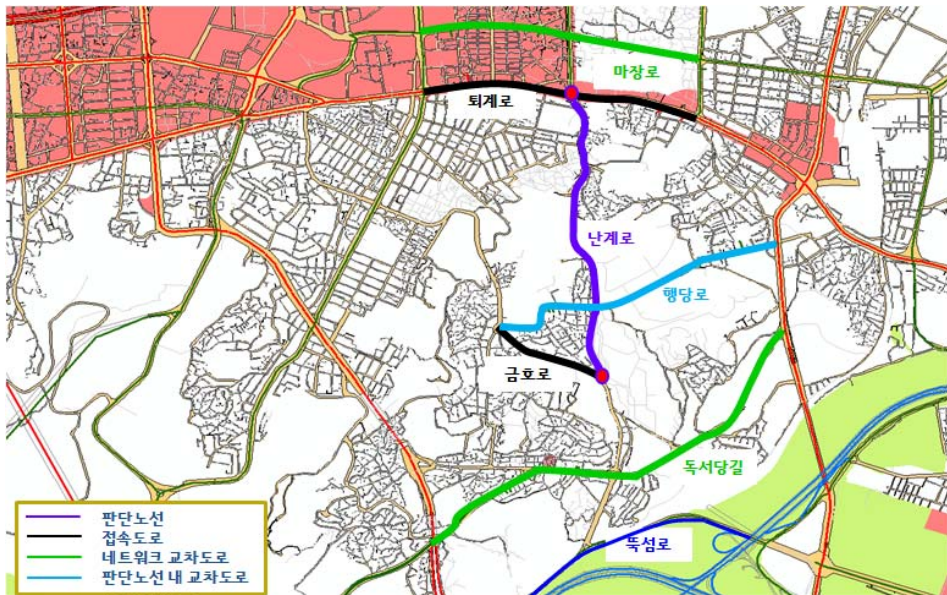 마장로
퇴계로
난계로
행당로
금호로
독서당길
뚝섬로
판단노선
접속도로
네트워크 교차도로
판단노선 내 교차도로